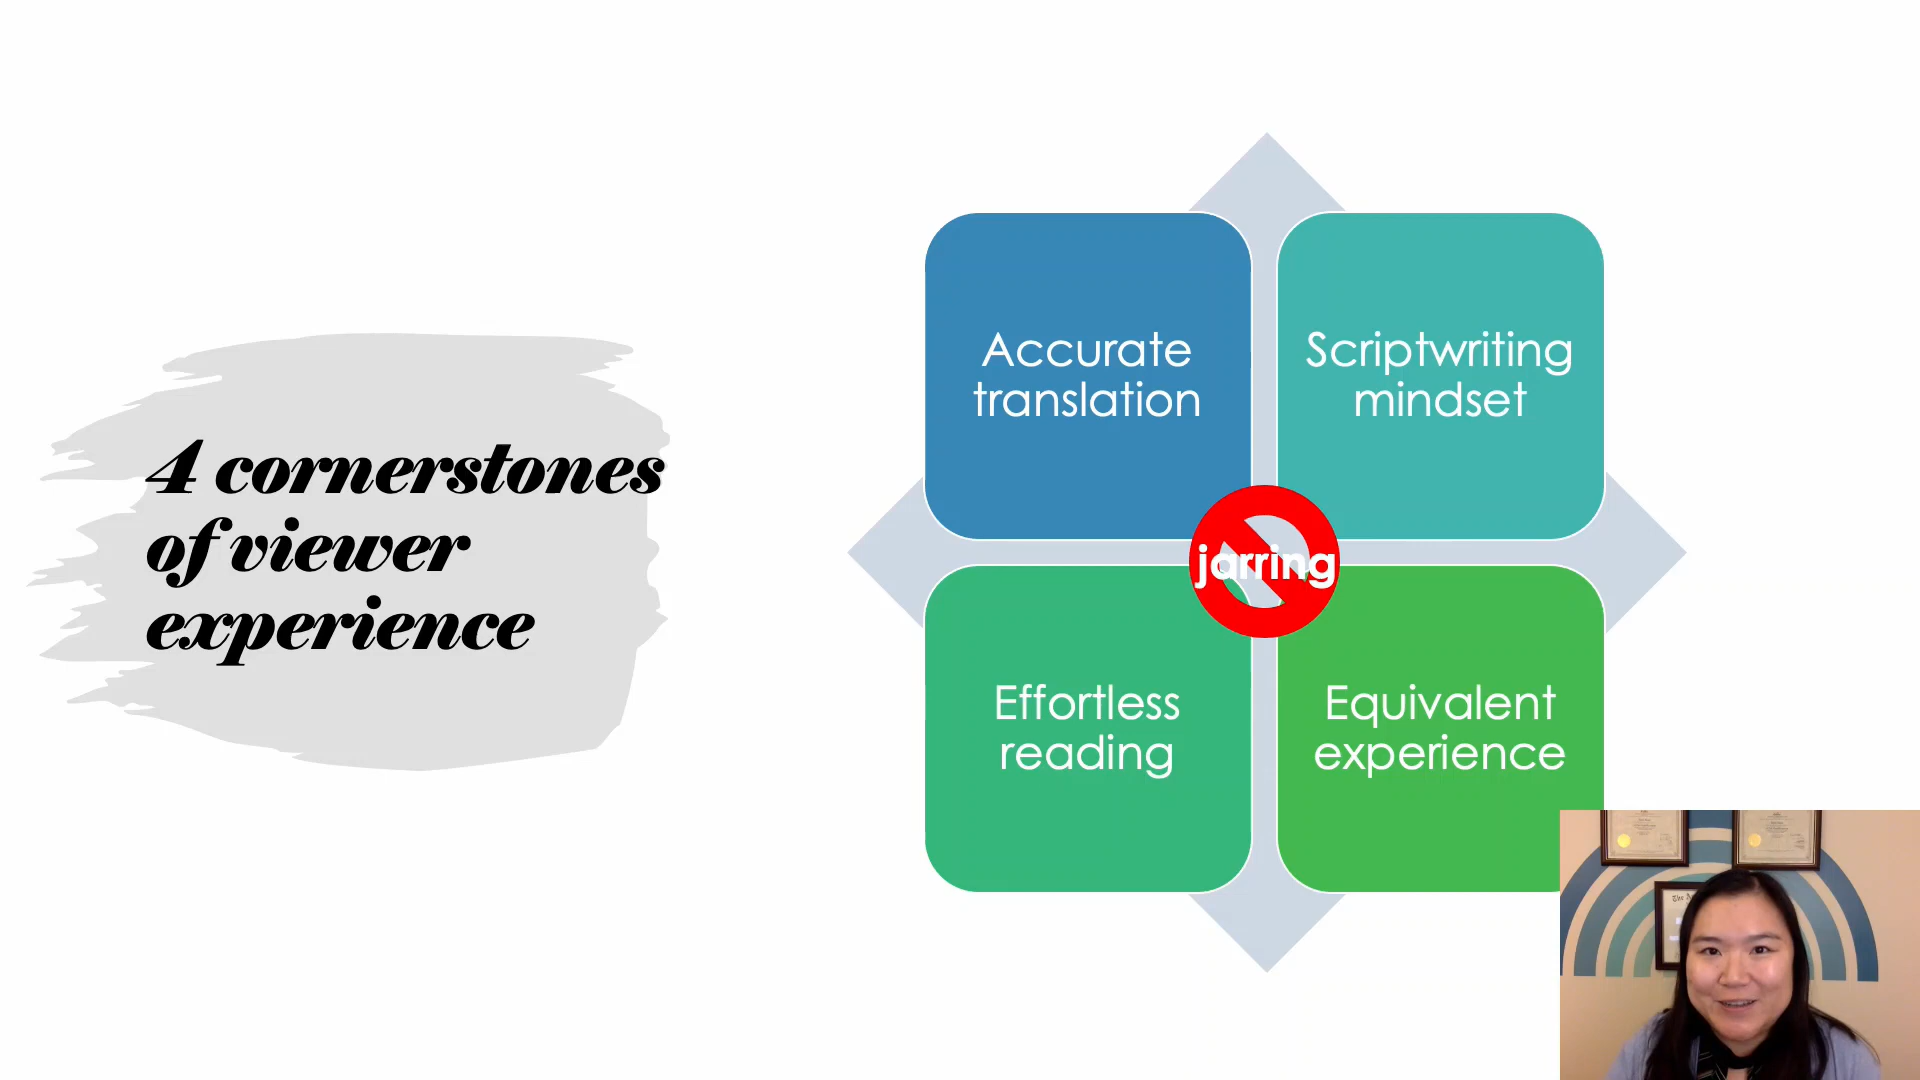 4 cornerstones
of viewer
experience
Accurate
translation
Scriptwriting
mindset
jarring
Effortless
reading
Equivalent
experience